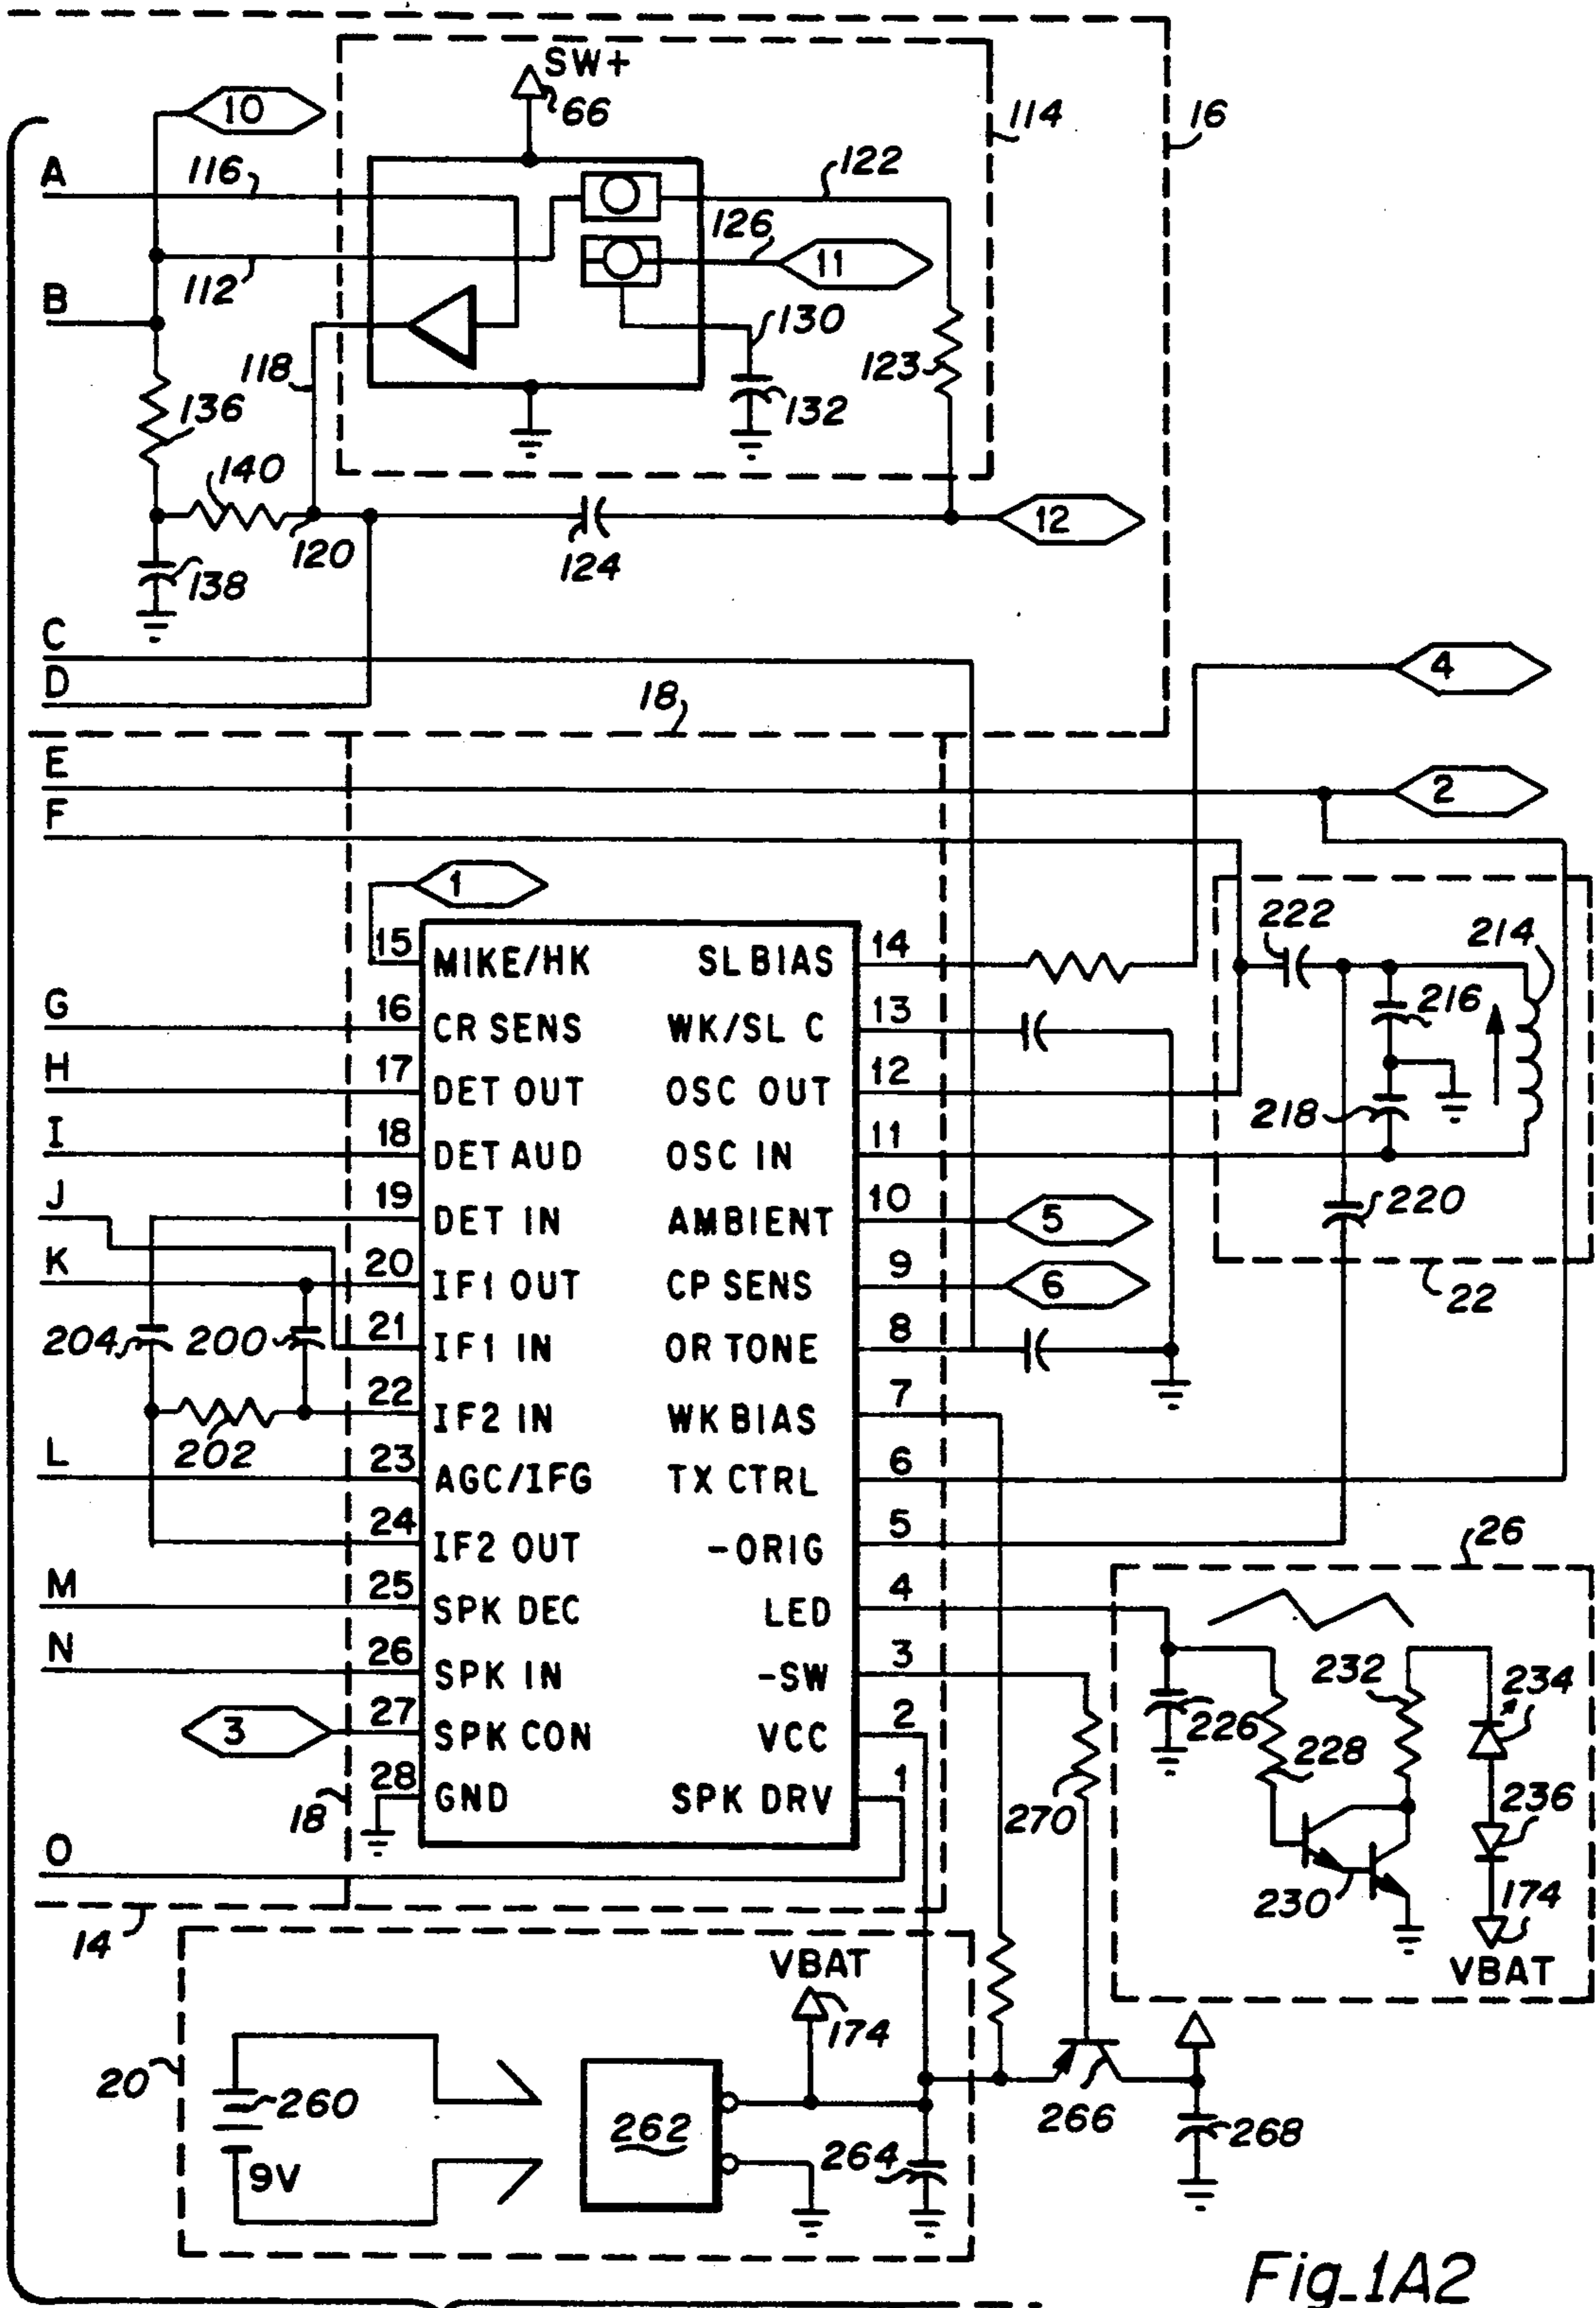 SW+
66
10
114
16
A
116
122
126
11
112
B
130
118
123
132
136
140
120
124
12
138
C
D
18
4
E
2
F
1
222
214
15 MIKE/HK SL BIAS 14
216
G 16 CR SENS WK/SL C 13
H 17 DET OUT OSC OUT 12
218
I 18 DET AUD OSC IN 11
J 19 DET IN AMBIENT 10 5
220
K 20 IF1 OUT CP SENS 9 6
22
204 200 21 IF1 IN OR TONE 8
22 IF2 IN WK BIAS 7
202
L 23 AGC/IFG TX CTRL 6
24 IF2 OUT -ORIG 5
26
M 25 SPK DEC LED 4
N 26 SPK IN -SW 3
232 234
3 27 SPK CON VCC 2
226 228
28 GND SPK DRV 1
18
270
236
O
230
174
VBAT
14
VBAT
174
20
260
262
266
268
264
9V
Fig_1A2